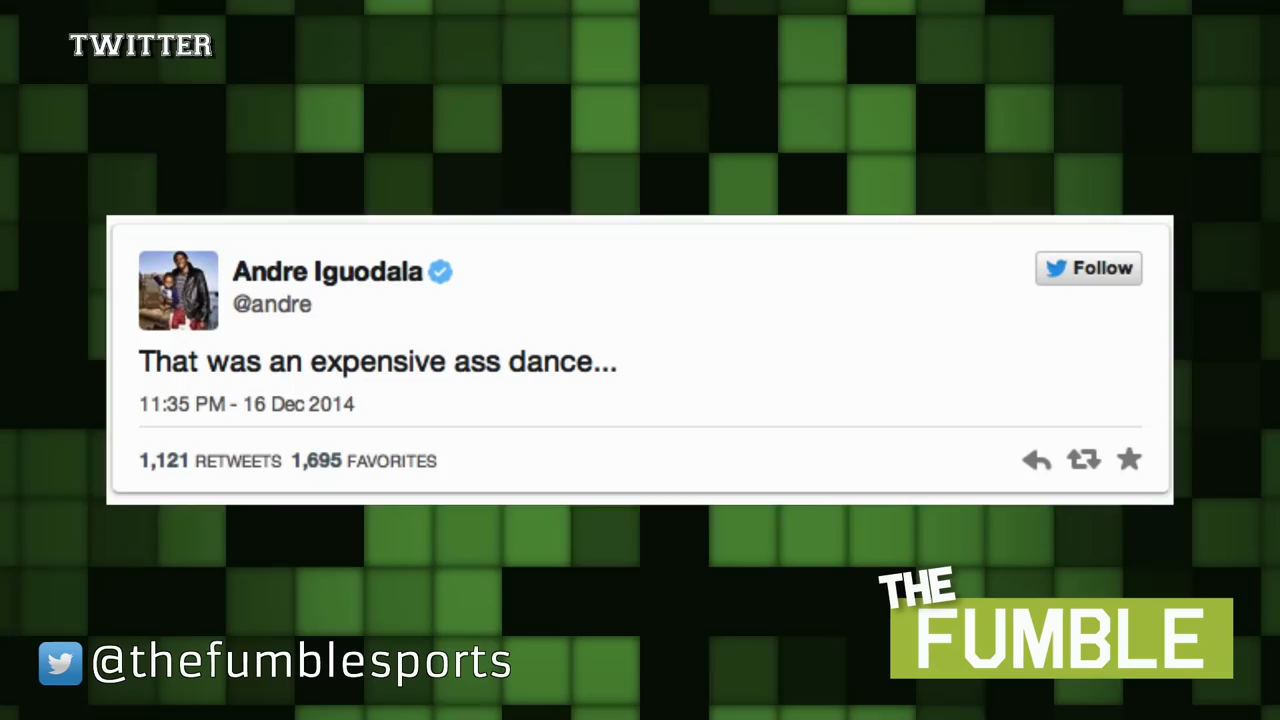 TWITTER
Andre Iguodala
@andre
Follow
That was an expensive ass dance...
11:35 PM - 16 Dec 2014
1,121 RETWEETS 1,695 FAVORITES
THE
FUMBLE
@thefumblesports